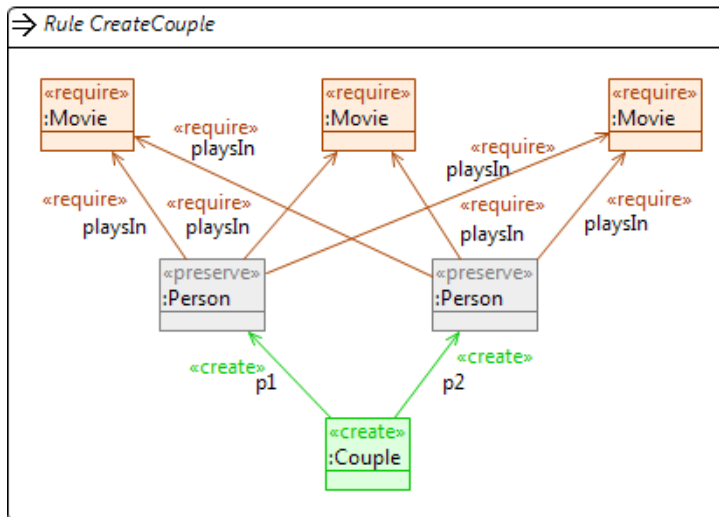 Rule CreateCouple
«require»
:Movie
«require»
:Movie
«require»
:Movie
«require»
playsIn
«require»
playsIn
«require»
playsIn
«require»
playsIn
«require»
playsIn
«require»
playsIn
«preserve»
:Person
«preserve»
:Person
«create»
p1
«create»
p2
«create»
:Couple